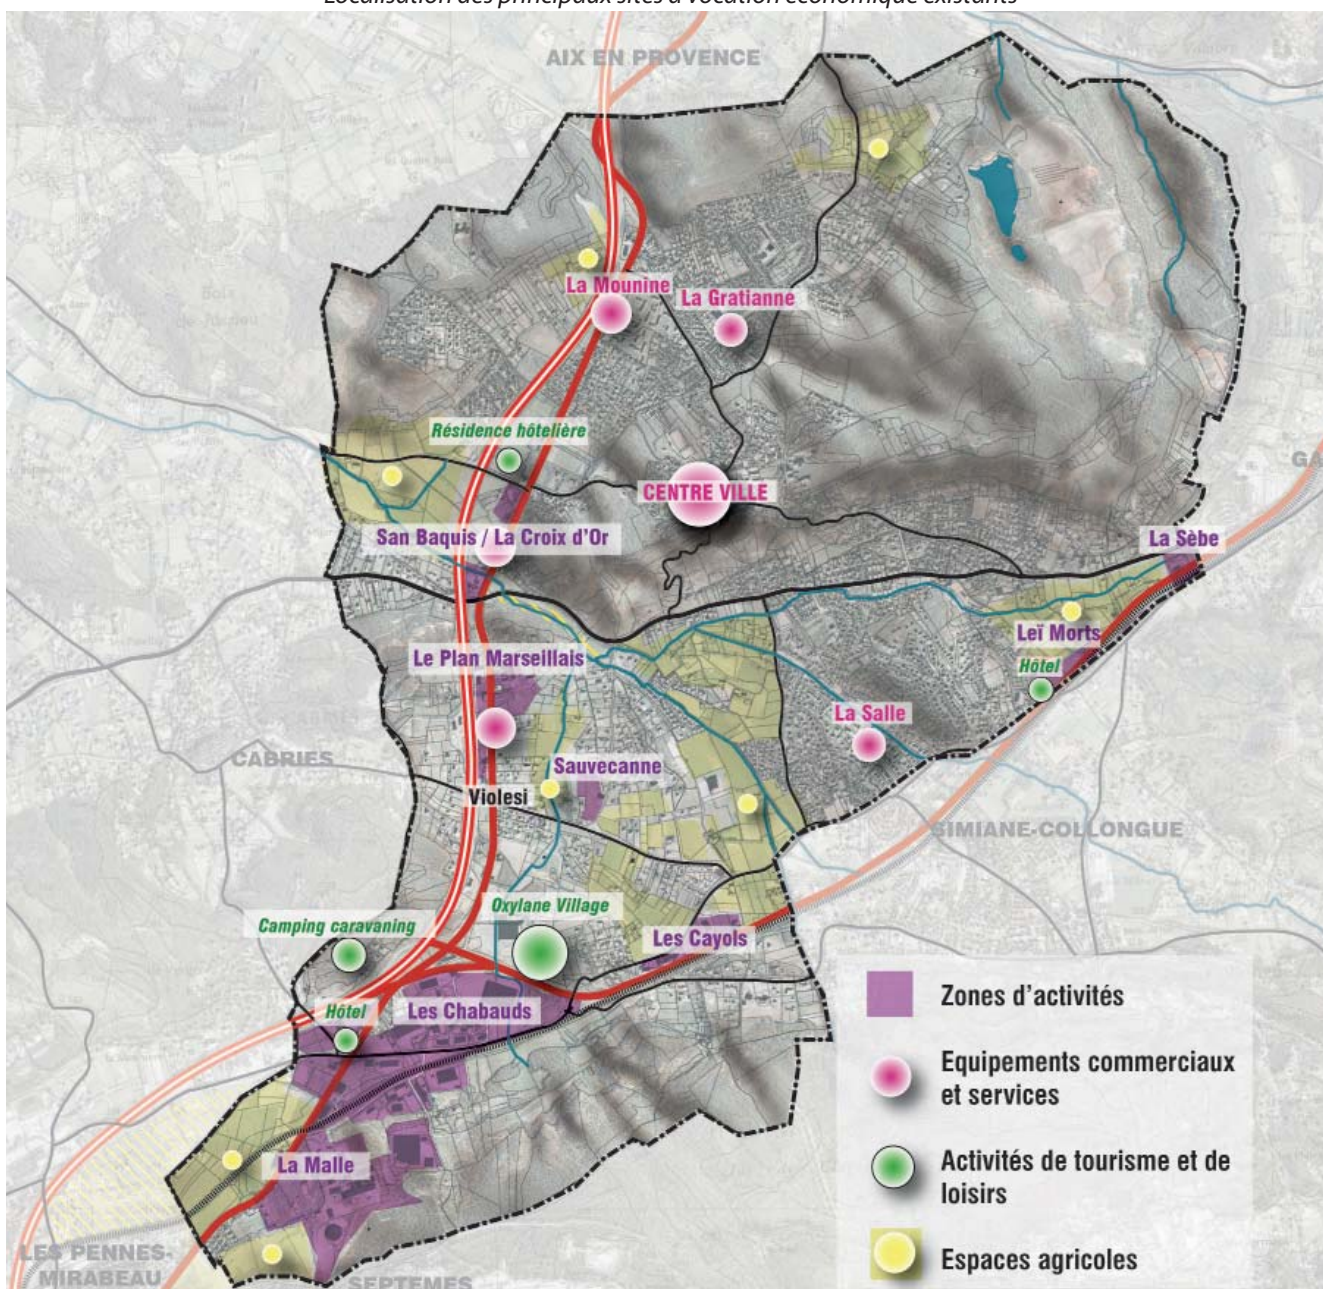 Localisation des principaux sites à vocation économique existants
AIX EN PROVENCE
La Mounine
La Gratianne
Résidence hôtelière
CENTRE VILLE
San Baquis / La Croix d'Or
La Sèbe
Leï Morts
Le Plan Marseillais
Hôtel
La Salle
CABRIES
Sauvecanne
Violesi
SIMIANE-COLLONGUE
Oxylane Village
Camping caravaning
Les Cayols
Hôtel
Les Chabauds
La Malle
LES PENNES-
MIRABEAU
SEPTEMES
Zones d'activités
Equipements commerciaux
et services
Activités de tourisme et de
loisirs
Espaces agricoles